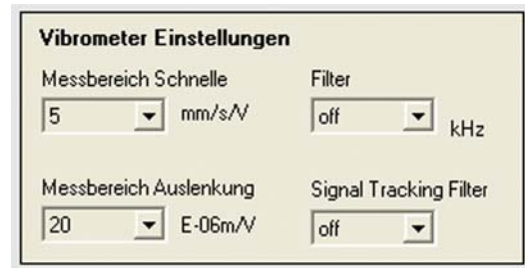 Vibrometer Einstellungen
Messbereich Schnelle
5 mm/s/V
Filter
off kHz
Messbereich Auslenkung
20 E-06m/V
Signal Tracking Filter
off